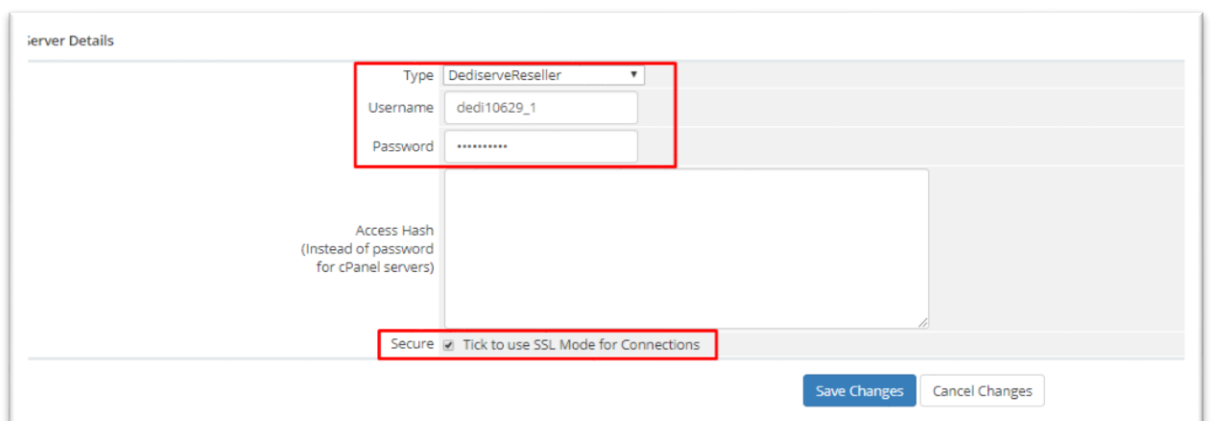 Server Details
Type DediserveReseller
Username dedi10629_1
Password ••••••••••
Access Hash
(Instead of password
for cPanel servers)
Secure Tick to use SSL Mode for Connections
Save Changes Cancel Changes